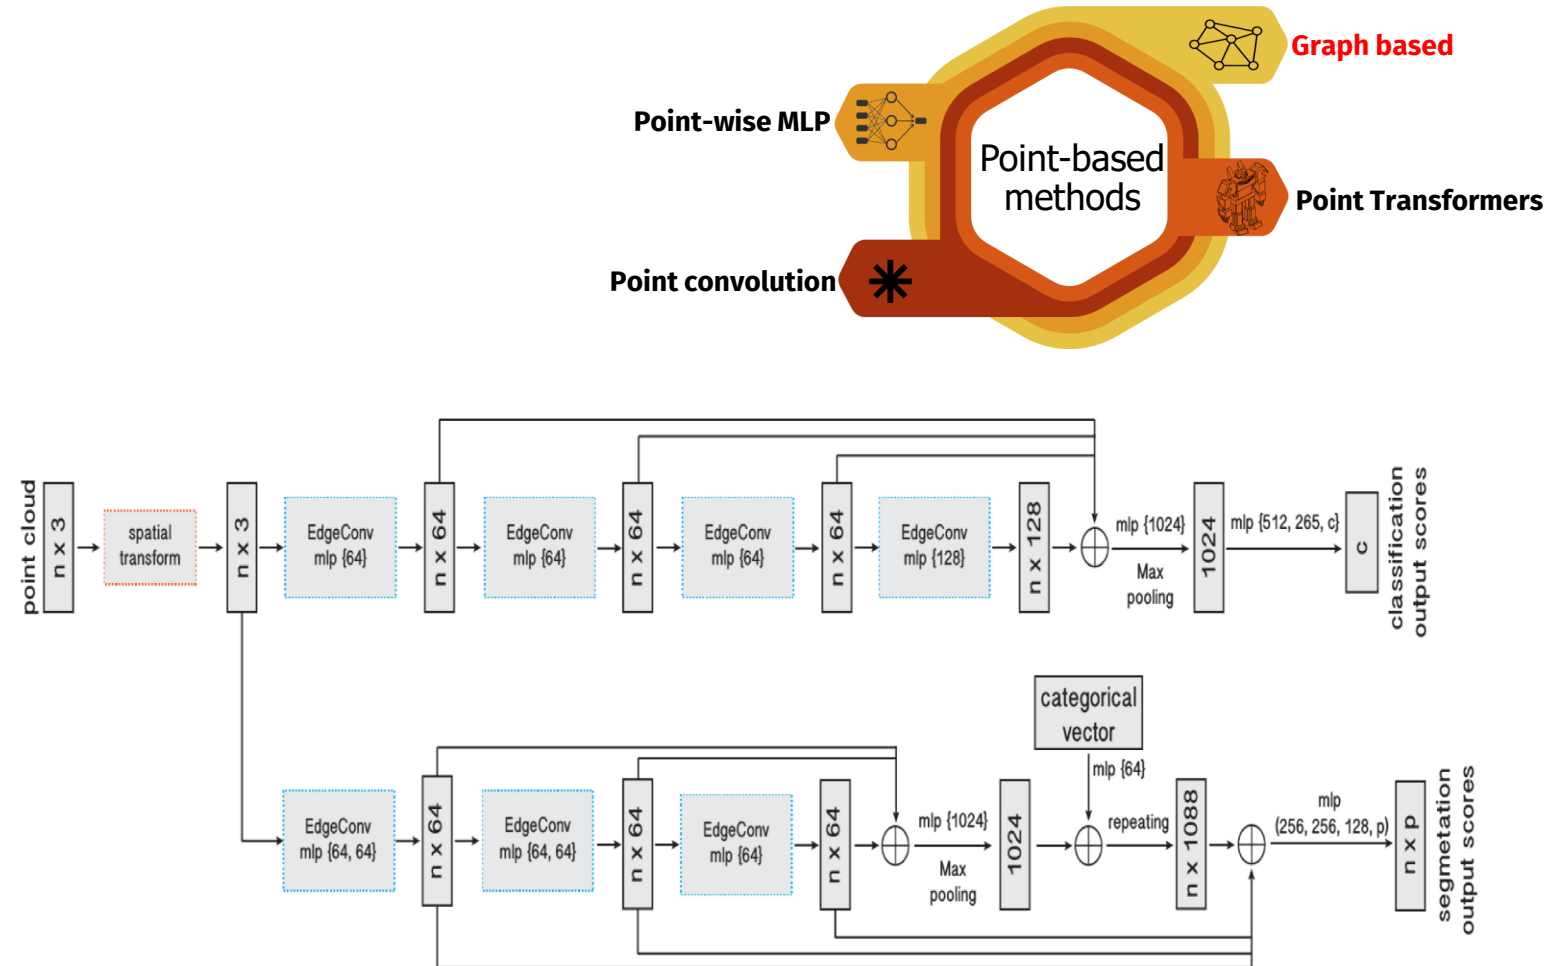 Graph based
Point-wise MLP
Point-based
methods
Point Transformers
Point convolution
point cloud
n x 3
spatial
transform
n x 3
EdgeConv
mlp {64}
n x 64
EdgeConv
mlp {64}
n x 64
EdgeConv
mlp {64}
n x 64
EdgeConv
mlp {128}
n x 128
mlp {1024}
Max
pooling
1024
mlp {512, 265, c}
c
classification
output scores
categorical
vector
mlp {64}
EdgeConv
mlp {64, 64}
n x 64
EdgeConv
mlp {64, 64}
n x 64
EdgeConv
mlp {64}
n x 64
mlp {1024}
Max
pooling
1024
repeating
n x 1088
mlp
(256, 256, 128, p)
n x p
segmetation
output scores